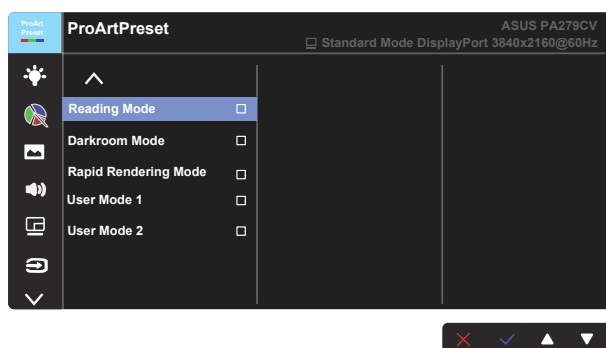 ProArt
Preset
ProArtPreset
ASUS PA279CV
Standard Mode DisplayPort 3840x2160@60Hz
Reading Mode
Darkroom Mode
Rapid Rendering Mode
User Mode 1
User Mode 2